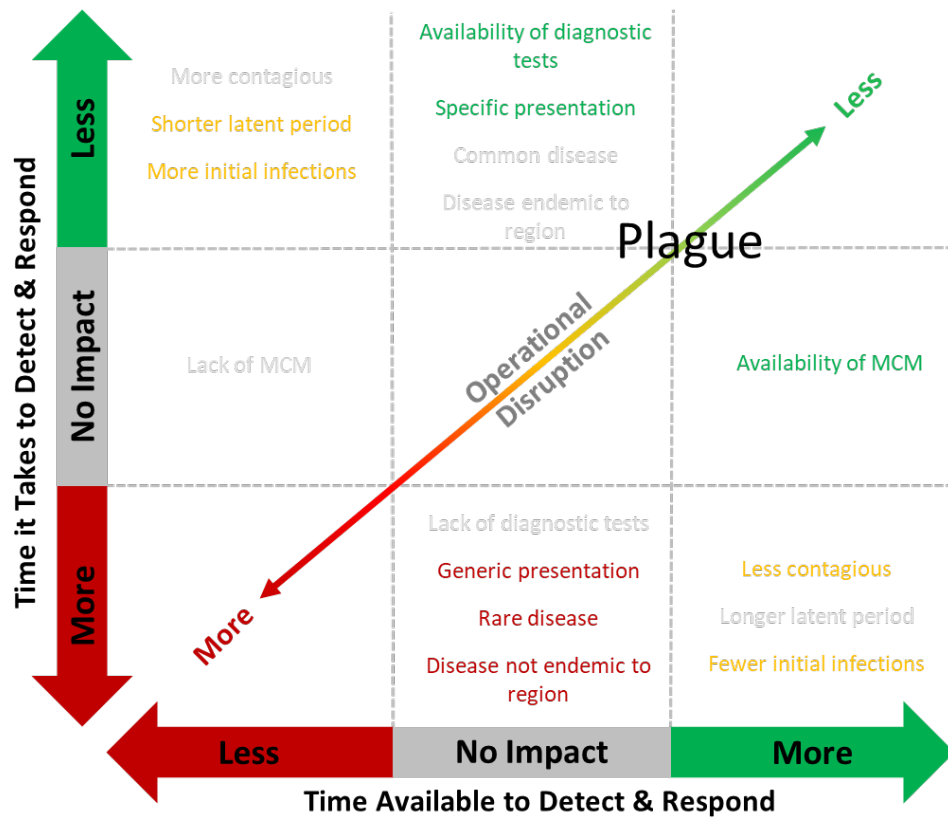 Time it Takes to Detect & Respond
Less
No Impact
More
More contagious
Shorter latent period
More initial infections
Availability of diagnostic
tests
Specific presentation
Common disease
Disease endemic to
region
Less
Plague
Lack of MCM
Operational
Disruption
Availability of MCM
More
Lack of diagnostic tests
Generic presentation
Rare disease
Disease not endemic to
region
Less contagious
Longer latent period
Fewer initial infections
Less
No Impact
More
Time Available to Detect & Respond